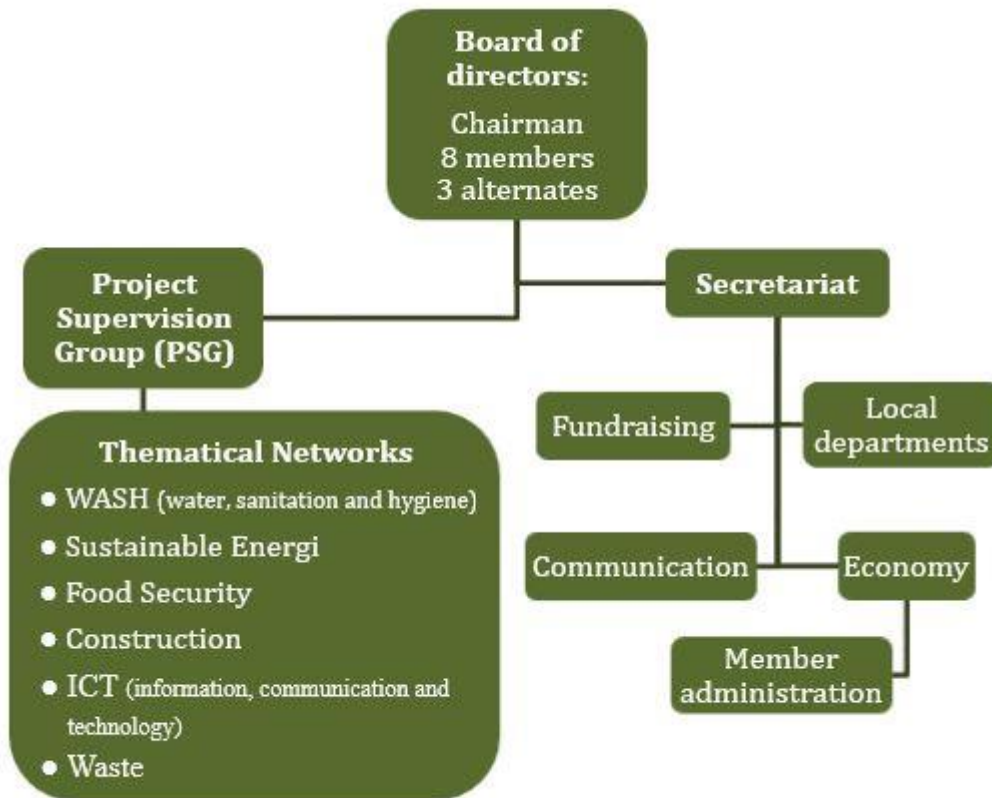 Board of
directors:
Chairman
8 members
3 alternates
Project
Supervision
Group (PSG)
Secretariat
Fundraising
Local
departments
Communication
Economy
Member
administration
Thematical Networks
● WASH (water, sanitation and hygiene)
● Sustainable Energi
● Food Security
● Construction
● ICT (information, communication and
technology)
● Waste